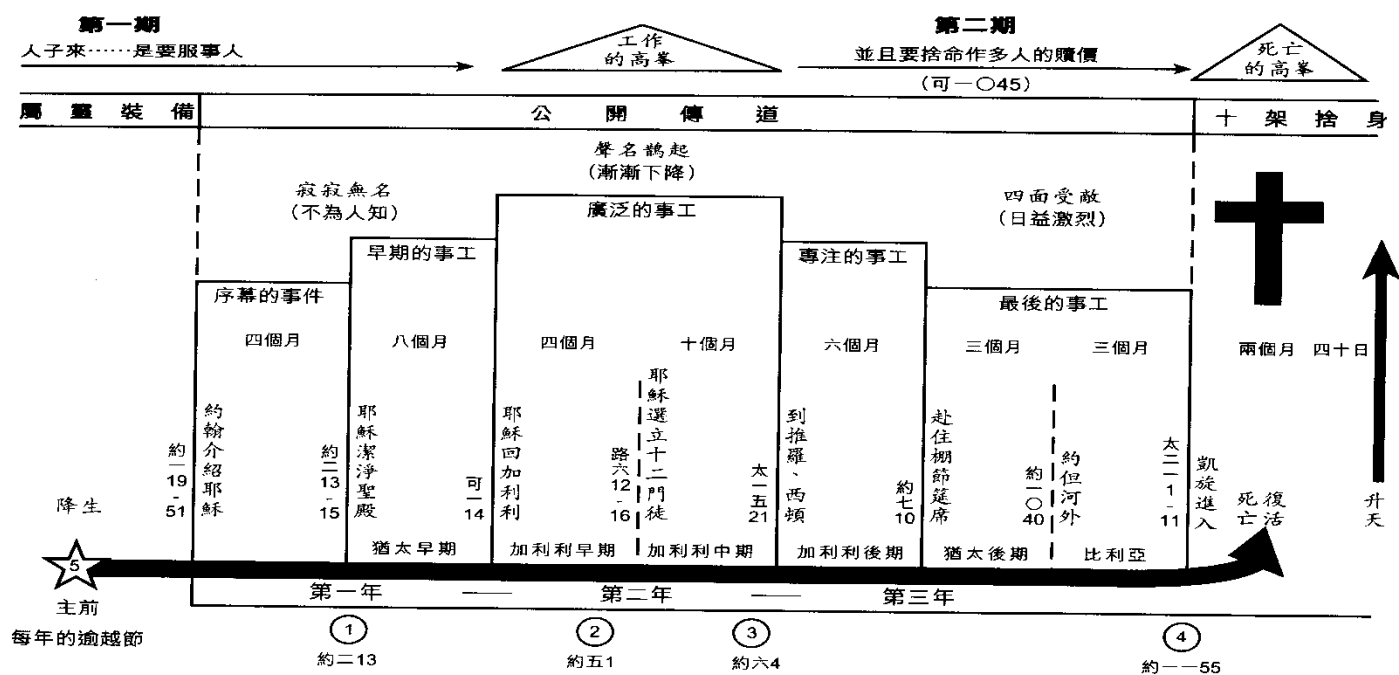 第一期
人子來……是要服事人
工作
的高峯
第二期
並且要捨命作多人的贖價
(可一〇45)
死亡
的高峯
屬靈裝備
公開傳道
十架捨身
聲名鵲起
(漸漸下降)
寂寂無名
(不為人知)
四面受敵
(日益激烈)
廣泛的事工
早期的事工
專注的事工
序幕的事件
最後的事工
四個月
八個月
四個月
十個月
六個月
三個月
三個月
兩個月
四十日
降生
約一19-51
約翰介紹耶穌
約二13-15
耶穌潔淨聖殿
可一14
耶穌回加利利
路六12-16
耶穌選立十二門徒
太一五21
到推羅、西頓
約七10
赴住棚節筵席
約一〇40
約但河外
太二一1-11
凱旋進入
死亡
復活
升天
猶太早期
加利利早期
加利利中期
加利利後期
猶太後期
比利亞
5
主前
第一年 — 第二年 — 第三年
每年的逾越節
1
約二13
2
約五1
3
約六4
4
約一一55